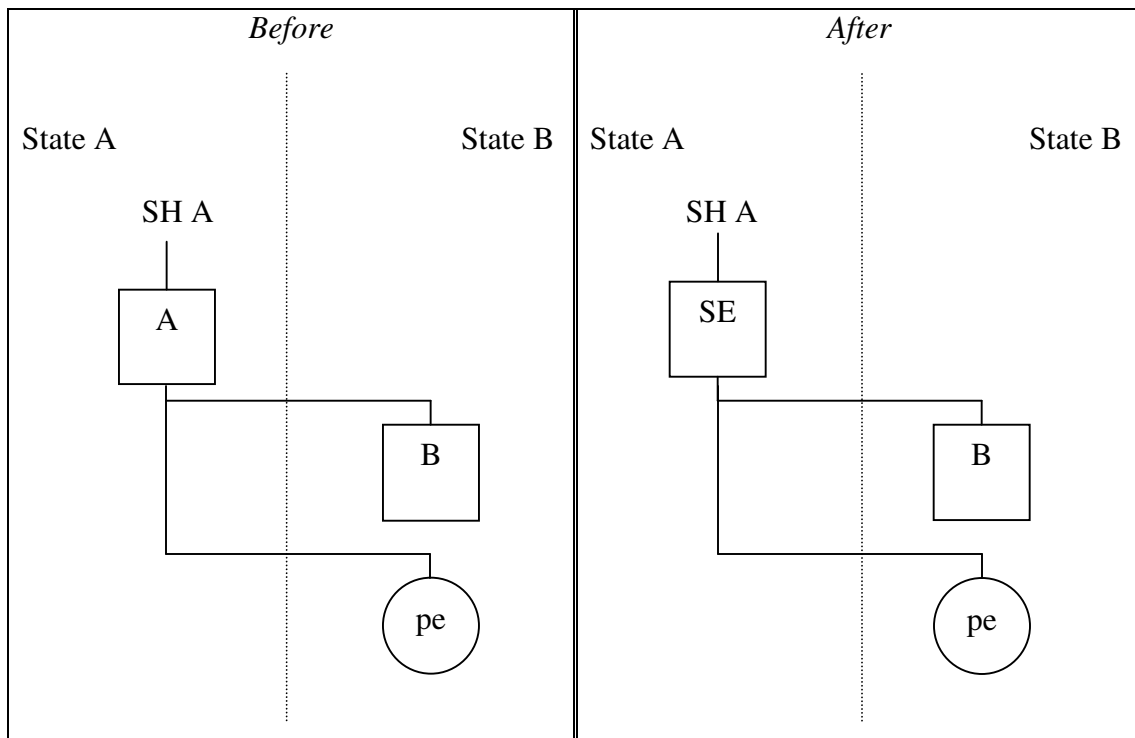 Before
State A
State B
SH A
A
B
pe
After
State A
State B
SH A
SE
B
pe